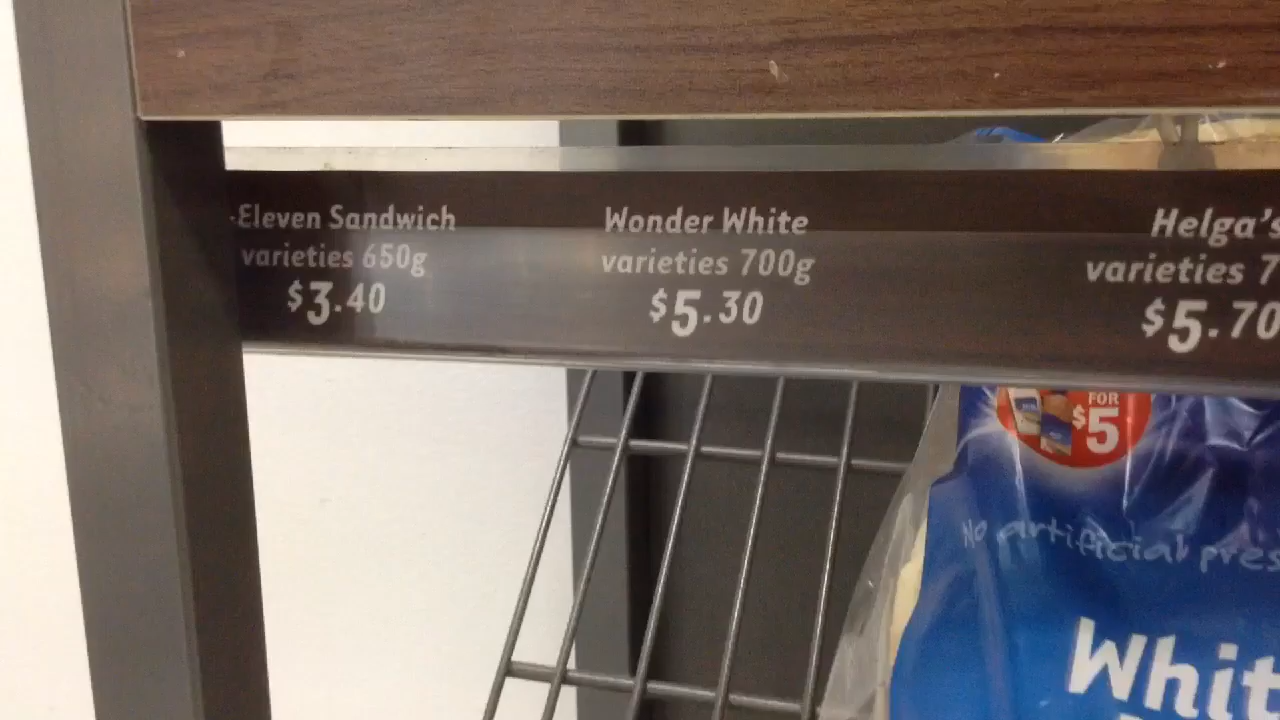 -Eleven Sandwich
varieties 650g
$3.40
Wonder White
varieties 700g
$5.30
Helga's
varieties 7
$5.70
FOR
$5
No artificial
Whit